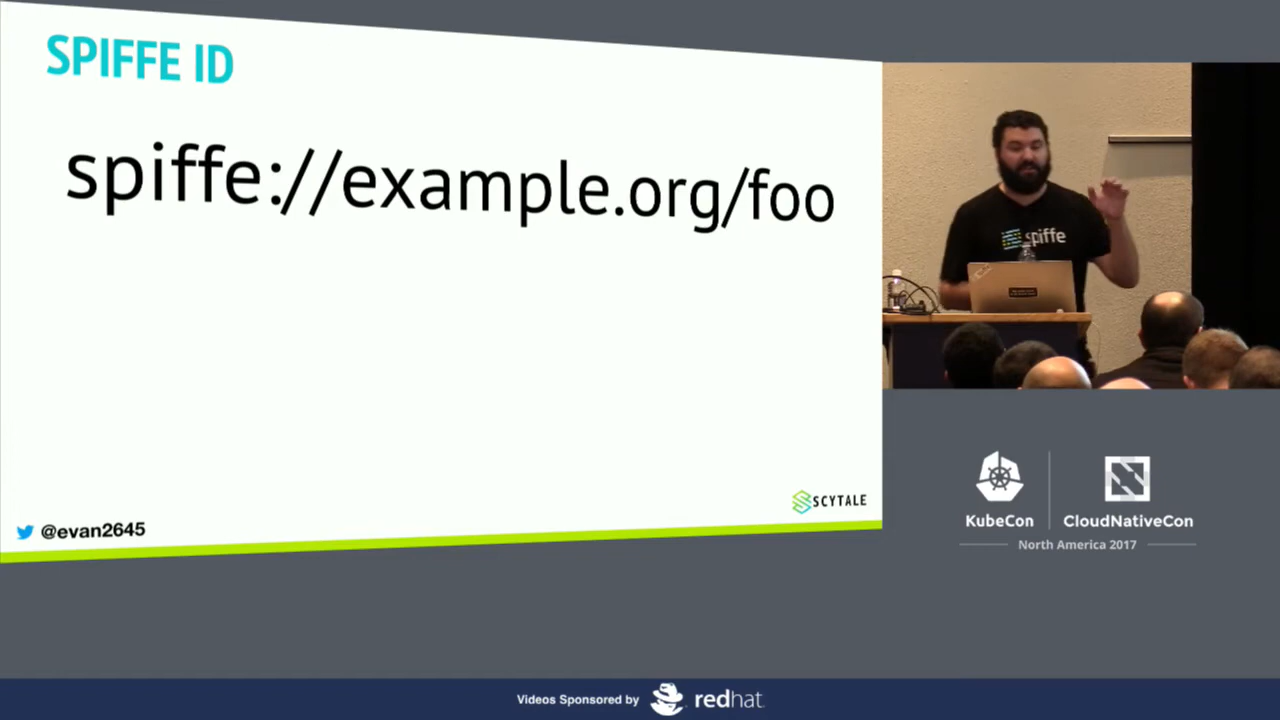 SPIFFE ID
spiffe://example.org/foo
@evan2645
SCYTALE
spiffe
KubeCon
CloudNativeCon
North America 2017
Videos Sponsored by redhat